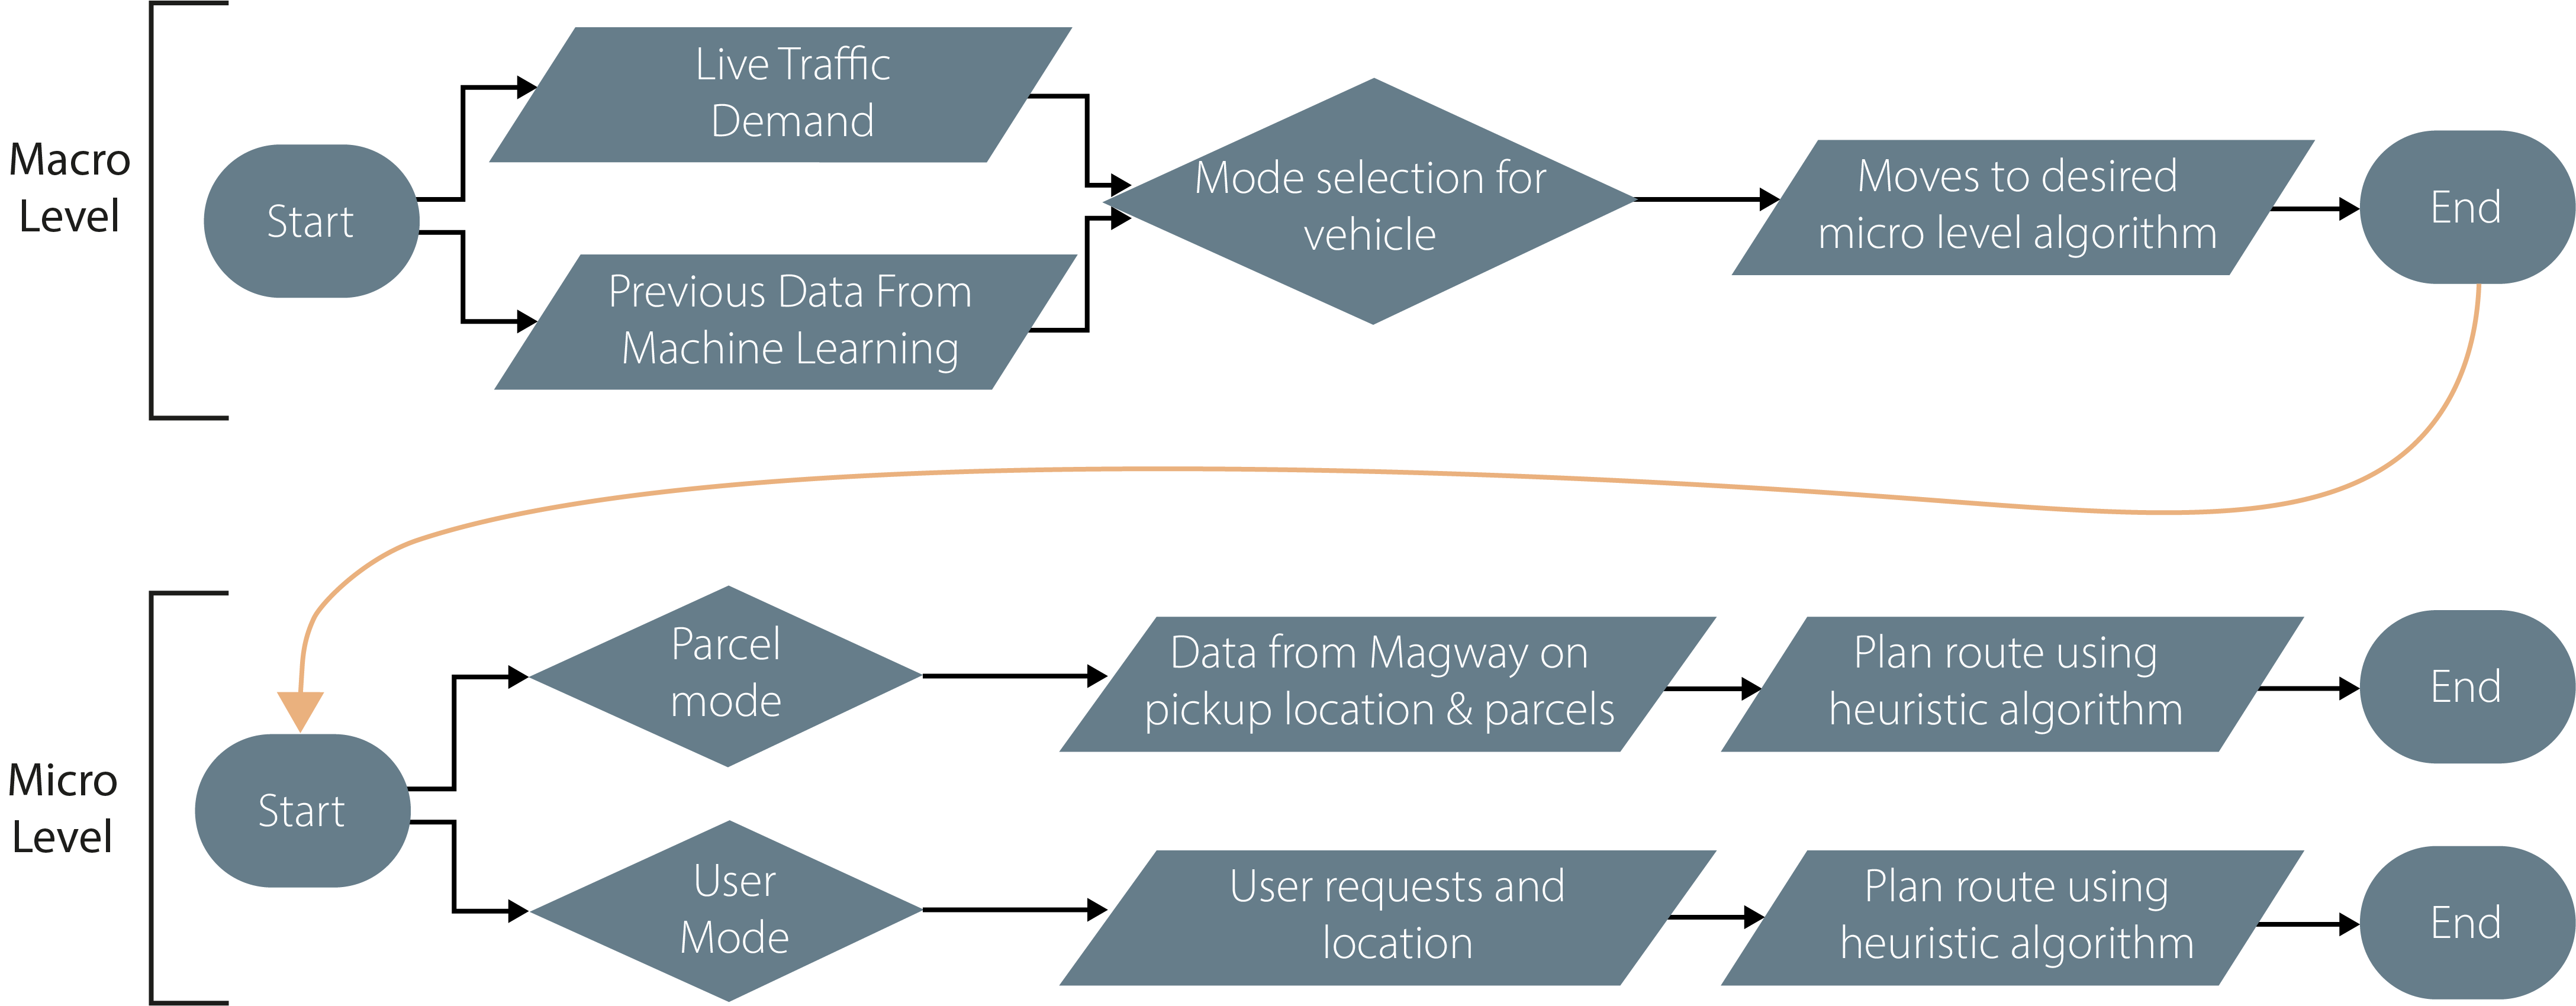 Macro
Level
Start
Live Traffic
Demand
Previous Data From
Machine Learning
Mode selection for
vehicle
Moves to desired
micro level algorithm
End
Micro
Level
Start
Parcel
mode
Data from Magway on
pickup location & parcels
Plan route using
heuristic algorithm
End
User
Mode
User requests and
location
Plan route using
heuristic algorithm
End